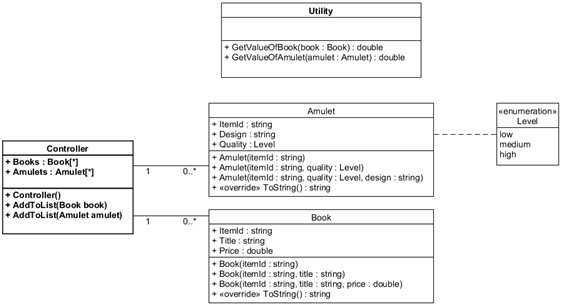 Utility
+ GetValueOfBook(book : Book) : double
+ GetValueOfAmulet(amulet : Amulet) : double
Amulet
+ ItemId : string
+ Design : string
+ Quality : Level
+ Amulet(itemId : string)
+ Amulet(itemId : string, quality : Level)
+ Amulet(itemId : string, quality : Level, design : string)
+ «override» ToString() : string
«enumeration»
Level
low
medium
high
Controller
+ Books : Book[*]
+ Amulets : Amulet[*]
+ Controller()
+ AddToList(Book book)
+ AddToList(Amulet amulet)
1 0..*
1 0..*
Book
+ ItemId : string
+ Title : string
+ Price : double
+ Book(itemId : string)
+ Book(itemId : string, title : string)
+ Book(itemId : string, title : string, price : double)
+ «override» ToString() : string